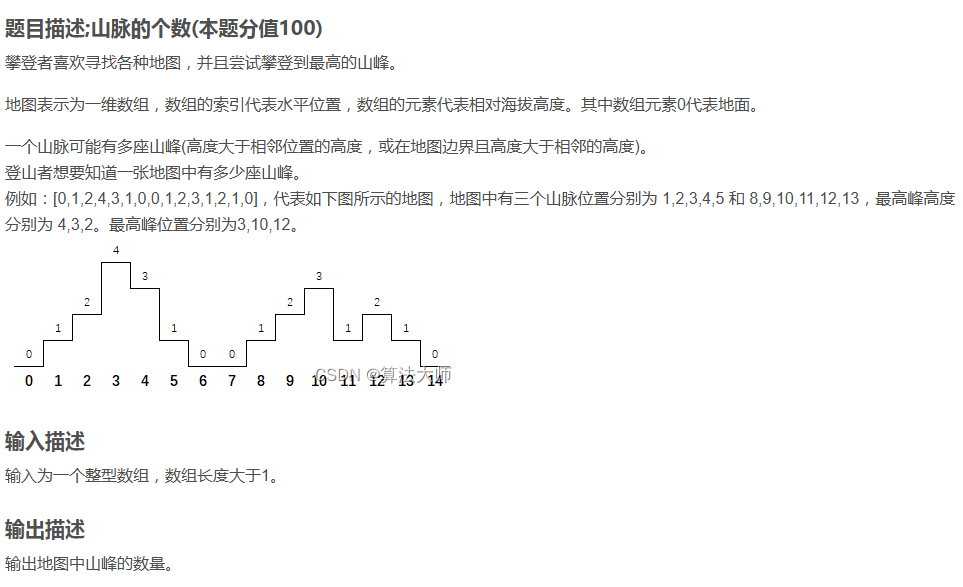 题目描述;山脉的个数(本题分值100)
攀登者喜欢寻找各种地图，并且尝试攀登到最高的山峰。
地图表示为一维数组，数组的索引代表水平位置，数组的元素代表相对海拔高度。其中数组元素0代表地面。
一个山脉可能有多座山峰(高度大于相邻位置的高度，或在地图边界且高度大于相邻的高度)。
登山者想要知道一张地图中有多少座山峰。
例如：[0,1,2,4,3,1,0,0,1,2,3,1,2,1,0]，代表如下图所示的地图，地图中有三个山脉位置分别为 1,2,3,4,5 和 8,9,10,11,12,13，最高峰高度
分别为 4,3,2。最高峰位置分别为3,10,12。
4
3 3
2 2 2
1 1 1 1 1
0 0 0 0
0 1 2 3 4 5 6 7 8 9 10 11 12 13 14
CSDN @算法大师
输入描述
输入为一个整型数组，数组长度大于1。
输出描述
输出地图中山峰的数量。